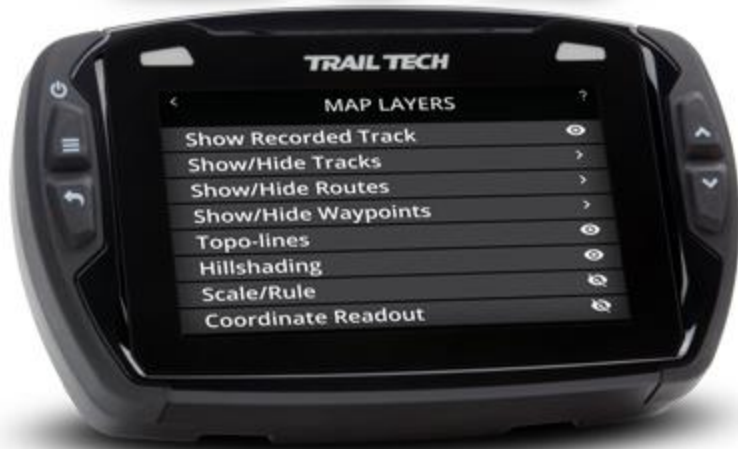 TRAIL TECH
< MAP LAYERS ?
Show Recorded Track
Show/Hide Tracks >
Show/Hide Routes >
Show/Hide Waypoints >
Topo-lines
Hillshading
Scale/Rule
Coordinate Readout